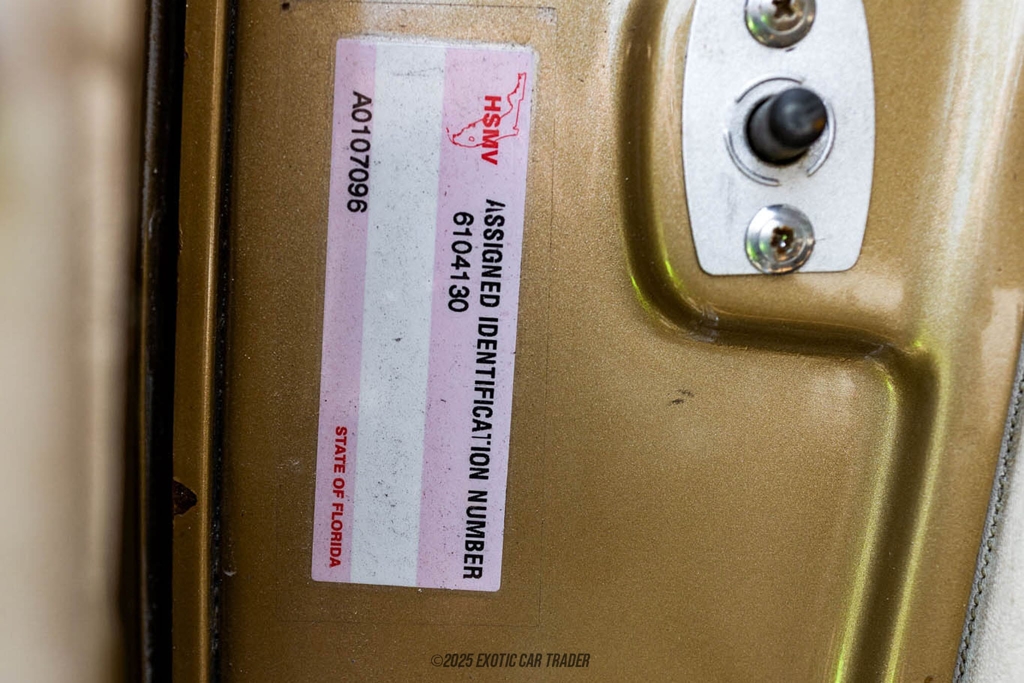 HSMV
ASSIGNED IDENTIFICATION NUMBER
6104130
A0107096
STATE OF FLORIDA
©2025 EXOTIC CAR TRADER